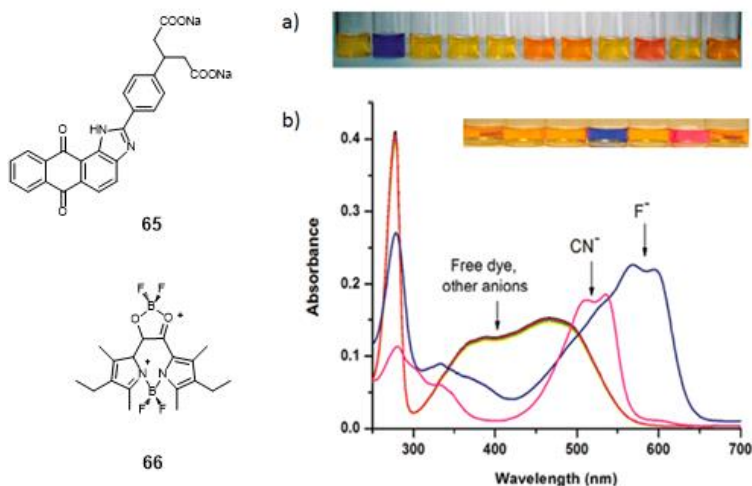 COONa
COONa
HN
N
O
O
65
F F
B
O O+
N+ N
B
F F
66
a)
b)
0.4
0.3
0.2
0.1
0.0
Absorbance
Free dye,
other anions
CN⁻
F⁻
300 400 500 600 700
Wavelength (nm)